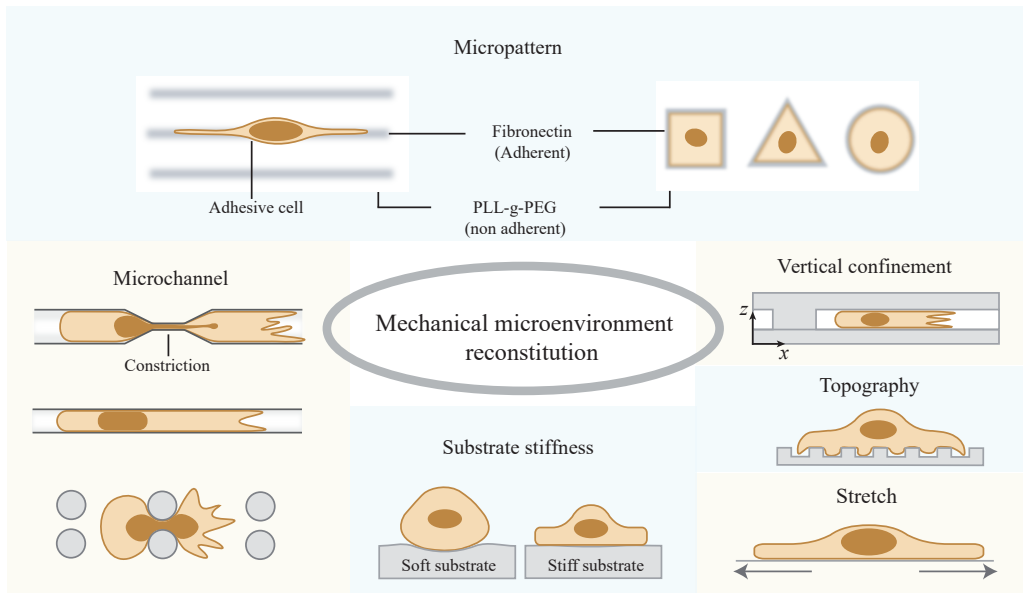 Micropattern
Fibronectin
(Adherent)
Adhesive cell
PLL-g-PEG
(non adherent)
Microchannel
Constriction
Mechanical microenvironment
reconstitution
Vertical confinement
z
x
Topography
Substrate stiffness
Soft substrate
Stiff substrate
Stretch